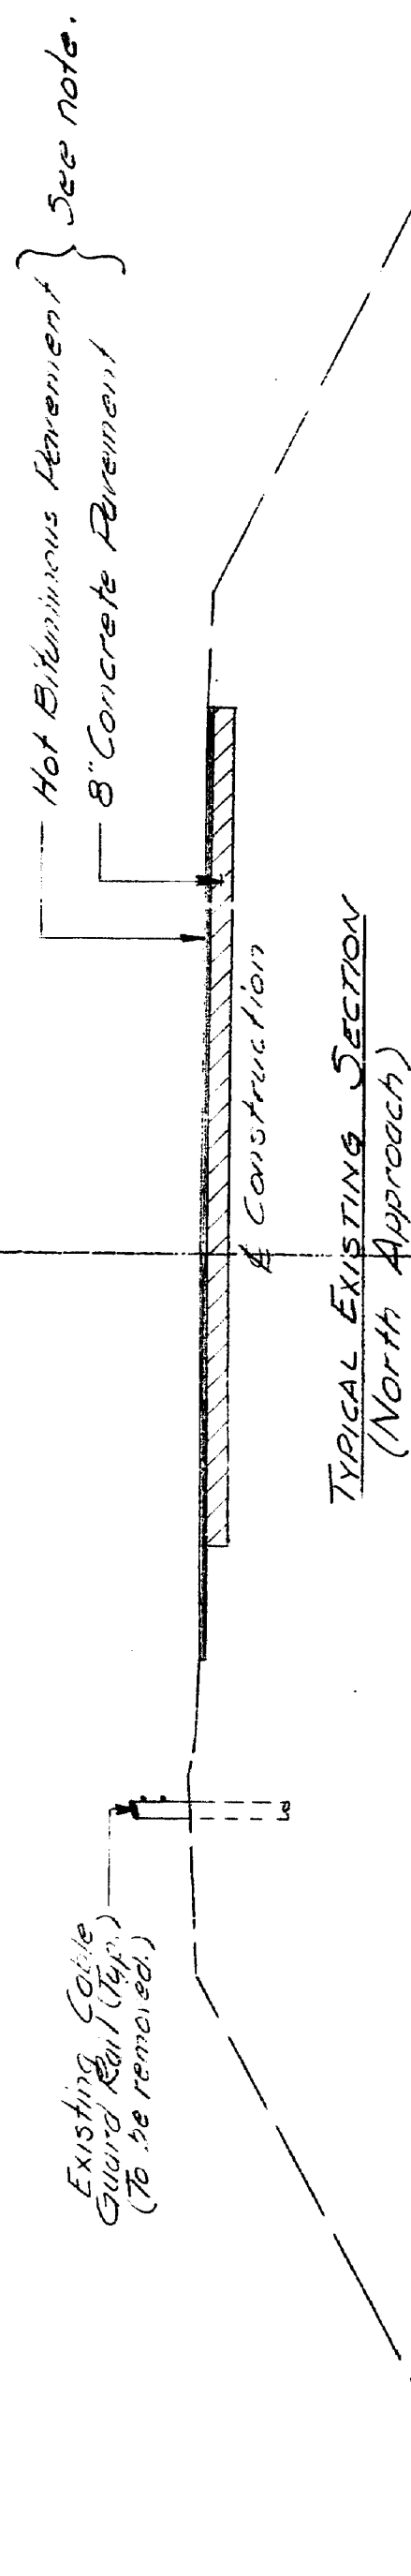 Hot Bituminous Pavement
8" Concrete Pavement
See note.
Existing Cable
Guard Rail (Typ.)
(To be removed.)
℄ Construction
TYPICAL EXISTING SECTION
(North Approach)